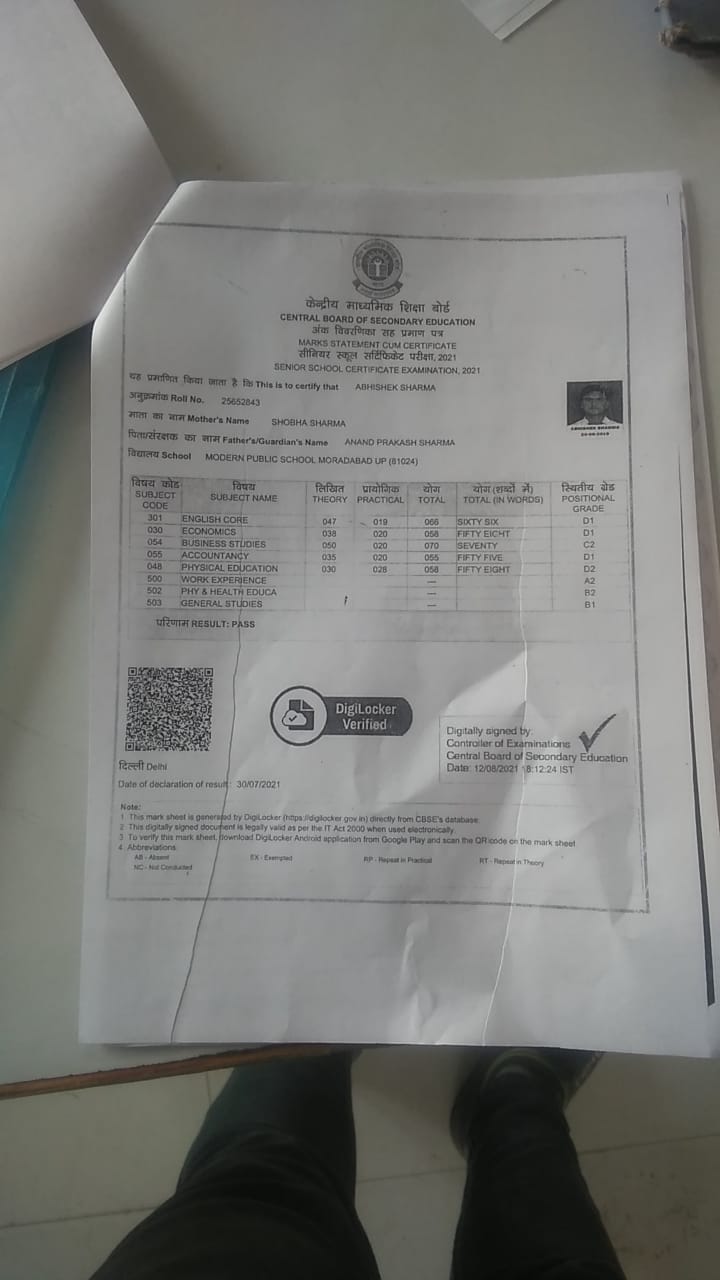 केन्द्रीय माध्यमिक शिक्षा बोर्ड
CENTRAL BOARD OF SECONDARY EDUCATION
अंक विवरणिका सह प्रमाण पत्र
MARKS STATEMENT CUM CERTIFICATE
सीनियर स्कूल सर्टिफिकेट परीक्षा, 2021
SENIOR SCHOOL CERTIFICATE EXAMINATION, 2021
यह प्रमाणित किया जाता है कि This is to certify that ABHISHEK SHARMA
अनुक्रमांक Roll No. 25652843
माता का नाम Mother's Name SHOBHA SHARMA
पिता/संरक्षक का नाम Father's/Guardian's Name ANAND PRAKASH SHARMA
विद्यालय School MODERN PUBLIC SCHOOL MORADABAD UP (81024)
ABHISHEK SHARMA
विषय कोड विषय लिखित प्रायोगिक योग योग (शब्दों में) स्थितीय ग्रेड
SUBJECT CODE SUBJECT NAME THEORY PRACTICAL TOTAL TOTAL (IN WORDS) POSITIONAL GRADE
301 ENGLISH CORE 047 019 066 SIXTY SIX D1
030 ECONOMICS 038 020 058 FIFTY EIGHT D1
054 BUSINESS STUDIES 050 020 070 SEVENTY C2
055 ACCOUNTANCY 035 020 055 FIFTY FIVE D1
048 PHYSICAL EDUCATION 030 028 058 FIFTY EIGHT D2
500 WORK EXPERIENCE — A2
502 PHY & HEALTH EDUCA — B2
503 GENERAL STUDIES — B1
परिणाम RESULT: PASS
DigiLocker
Verified
Digitally signed by:
Controller of Examinations
Central Board of Secondary Education
Date: 12/08/2021 18:12:24 IST
दिल्ली Delhi
Date of declaration of result: 30/07/2021
Note:
1 This mark sheet is generated by DigiLocker (https://digilocker.gov.in) directly from CBSE's database.
2 This digitally signed document is legally valid as per the IT Act 2000 when used electronically.
3 To verify this mark sheet, download DigiLocker Android application from Google Play and scan the QR code on the mark sheet
4 Abbreviations:
AB - Absent EX - Exempted RP - Repeat in Practical RT - Repeat in Theory
NC - Not Conducted